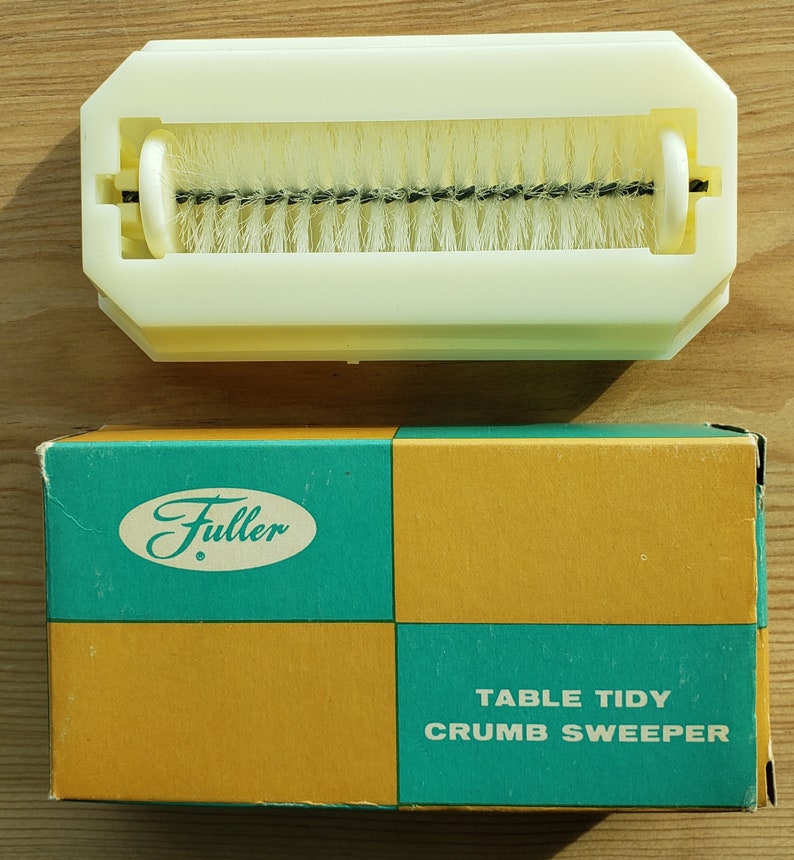 Fuller
®
TABLE TIDY
CRUMB SWEEPER